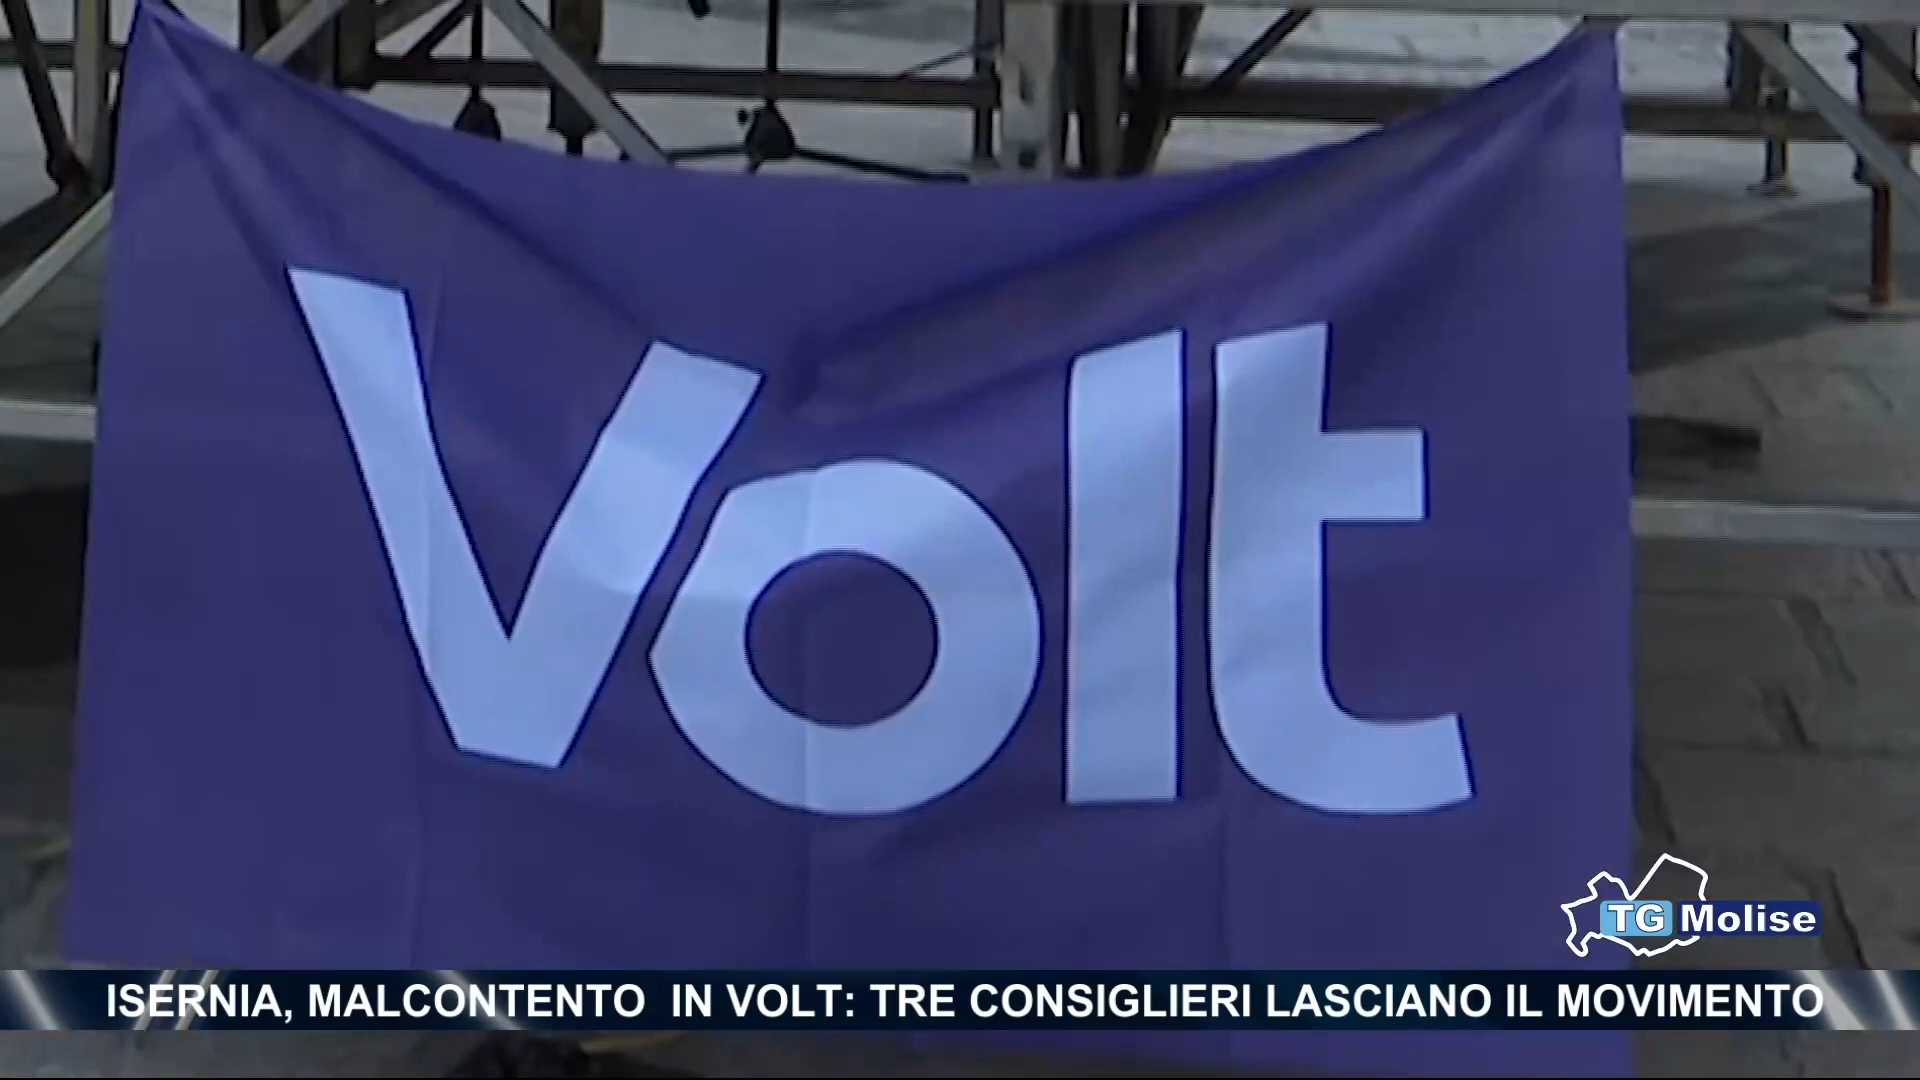 Volt
TG Molise
ISERNIA, MALCONTENTO IN VOLT: TRE CONSIGLIERI LASCIANO IL MOVIMENTO